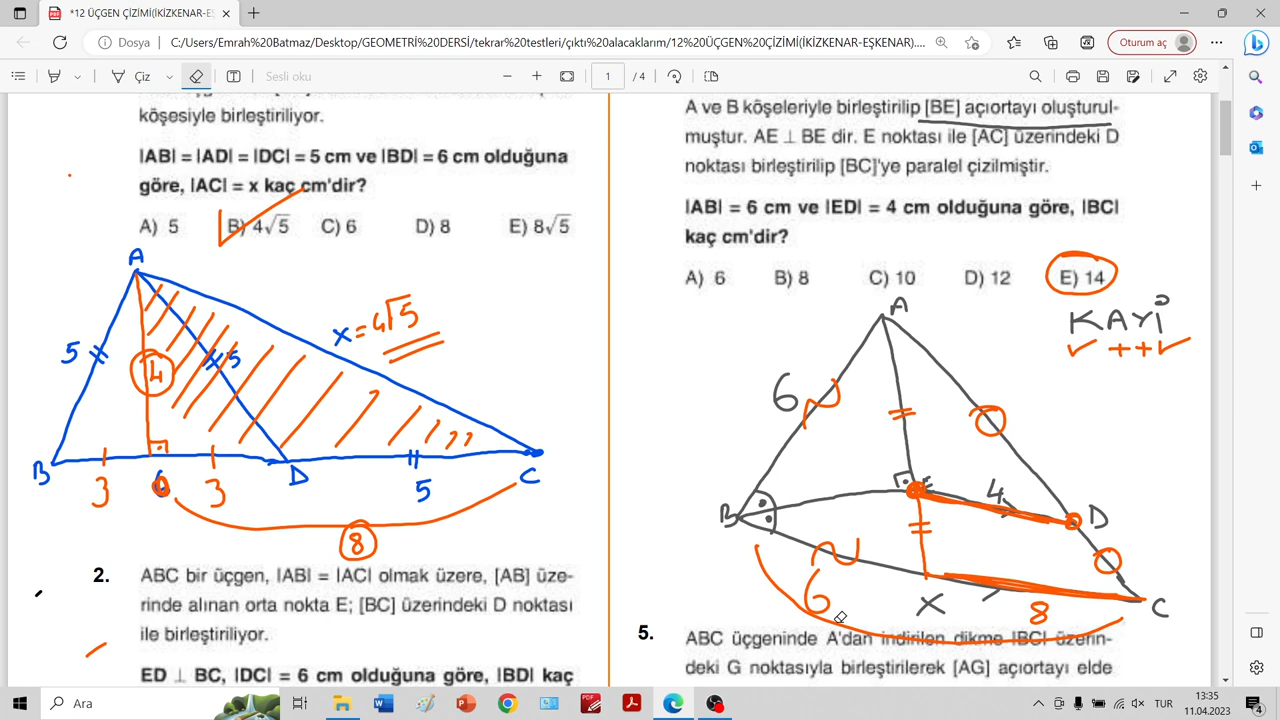 *12 ÜÇGEN ÇİZİMİ(İKİZKENAR-EŞ
Dosya
C:/Users/Emrah%20Batmaz/Desktop/GEOMETRİ%20DERSİ/tekrar%20testleri/çıktı%20alacaklarım/12%20ÜÇGEN%20ÇİZİMİ(İKİZKENAR-EŞKENAR)....
Oturum aç
Çiz
Sesli oku
1
/ 4
köşesiyle birleştiriliyor.
|AB| = |AD| = |DC| = 5 cm ve |BD| = 6 cm olduğuna
göre, |AC| = x kaç cm'dir?
A) 5 B) 4√5 C) 6 D) 8 E) 8√5
A
5
4
5
x = 4√5
B
3
6
3
D
5
C
8
2.
ABC bir üçgen, |AB| = |AC| olmak üzere, [AB] üze-
rinde alınan orta nokta E; [BC] üzerindeki D noktası
ile birleştiriliyor.
ED ⊥ BC, |DC| = 6 cm olduğuna göre, |BD| kaç
A ve B köşeleriyle birleştirilip [BE] açıortayı oluşturul-
muştur. AE ⊥ BE dir. E noktası ile [AC] üzerindeki D
noktası birleştirilip [BC]'ye paralel çizilmiştir.
|AB| = 6 cm ve |ED| = 4 cm olduğuna göre, |BC|
kaç cm'dir?
A) 6 B) 8 C) 10 D) 12 E) 14
KAYİ
A
6
E
4
D
B
6
x
8
C
5.
ABC üçgeninde A'dan indirilen dikme |BC| üzerin-
deki G noktasıyla birleştirilerek [AG] açıortayı elde
Ara
TUR
13:35
11.04.2023
4